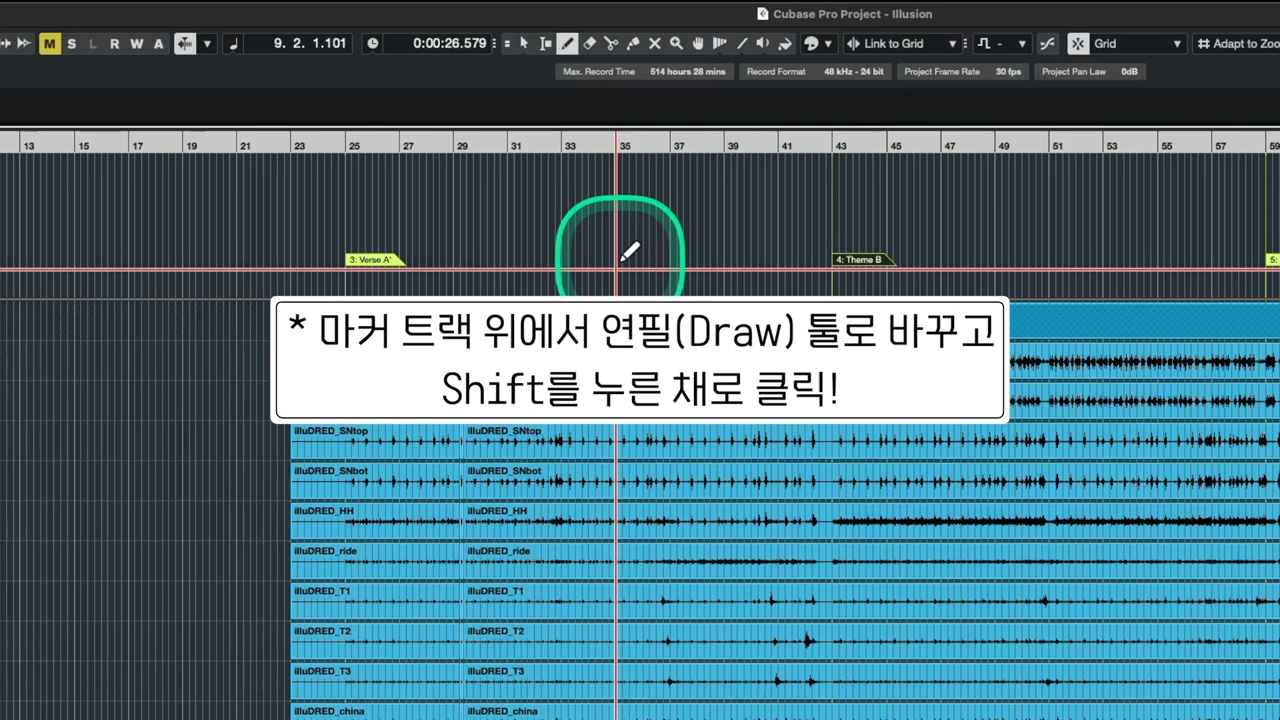 Cubase Pro Project - Illusion
M S L R W A 9. 2. 1.101 0:00:26.579 Link to Grid - Grid Adapt to Zoo
Max. Record Time 514 hours 28 mins Record Format 48 kHz - 24 bit Project Frame Rate 30 fps Project Pan Law 0dB
13 15 17 19 21 23 25 27 29 31 33 35 37 39 41 43 45 47 49 51 53 55 57 59
3: Verse A' 4: Theme B 5:
* 마커 트랙 위에서 연필(Draw) 툴로 바꾸고
Shift를 누른 채로 클릭!
illuDRED_SNtop illuDRED_SNtop
illuDRED_SNbot illuDRED_SNbot
illuDRED_HH illuDRED_HH
illuDRED_ride illuDRED_ride
illuDRED_T1 illuDRED_T1
illuDRED_T2 illuDRED_T2
illuDRED_T3 illuDRED_T3
illuDRED_china illuDRED_china